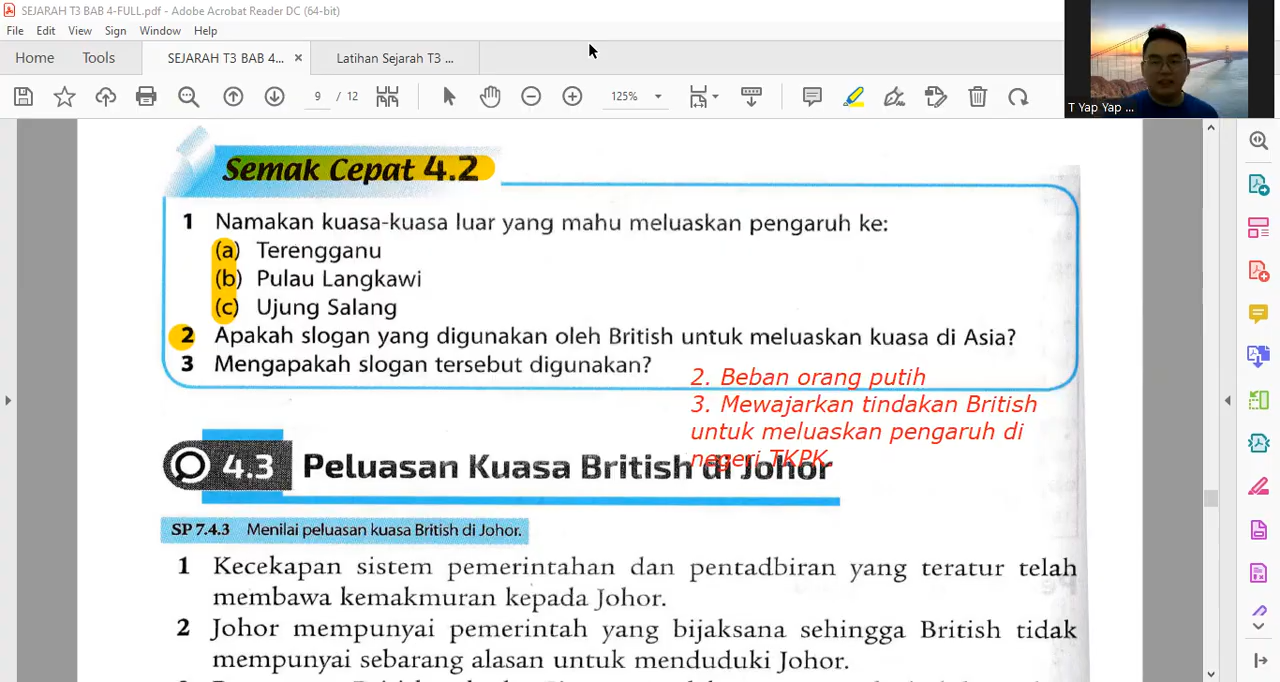 SEJARAH T3 BAB 4-FULL.pdf - Adobe Acrobat Reader DC (64-bit)
File Edit View Sign Window Help
Home Tools SEJARAH T3 BAB 4... × Latihan Sejarah T3 ...
9 / 12 125%
T Yap Yap ...
Semak Cepat 4.2
1 Namakan kuasa-kuasa luar yang mahu meluaskan pengaruh ke:
(a) Terengganu
(b) Pulau Langkawi
(c) Ujung Salang
2 Apakah slogan yang digunakan oleh British untuk meluaskan kuasa di Asia?
3 Mengapakah slogan tersebut digunakan?
2. Beban orang putih
3. Mewajarkan tindakan British
untuk meluaskan pengaruh di
negeri TKPK.
4.3 Peluasan Kuasa British di Johor
SP 7.4.3 Menilai peluasan kuasa British di Johor.
1 Kecekapan sistem pemerintahan dan pentadbiran yang teratur telah
membawa kemakmuran kepada Johor.
2 Johor mempunyai pemerintah yang bijaksana sehingga British tidak
mempunyai sebarang alasan untuk menduduki Johor.